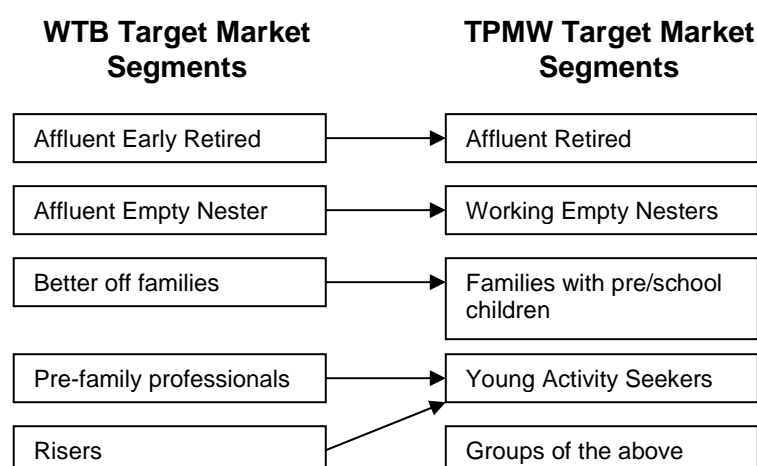 WTB Target Market
Segments
TPMW Target Market
Segments
Affluent Early Retired
Affluent Retired
Affluent Empty Nester
Working Empty Nesters
Better off families
Families with pre/school
children
Pre-family professionals
Young Activity Seekers
Risers
Groups of the above